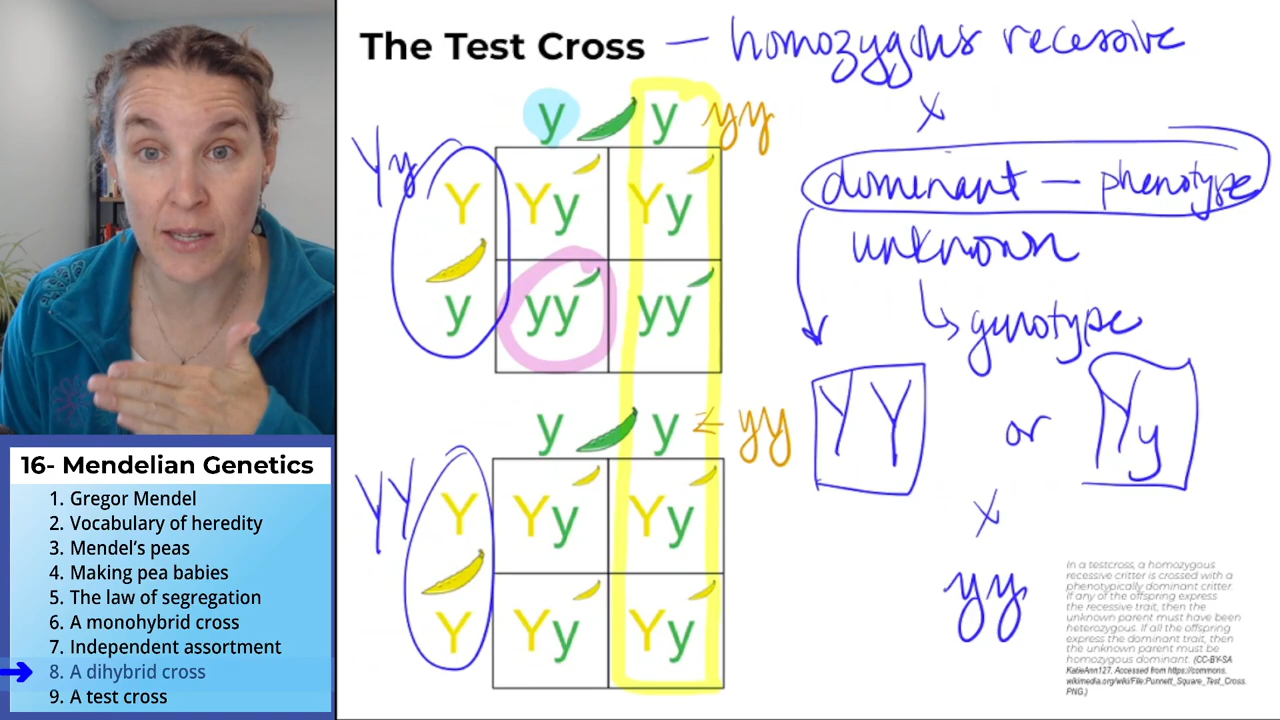 The Test Cross — homozygous recessive
x
dominant — phenotype
unknown
↳ genotype
YY or Yy
x
yy
y y yy
Yy
Y Yy Yy
y yy yy
y y < yy
YY
Y Yy Yy
Y Yy Yy
In a testcross, a homozygous
recessive critter is crossed with a
phenotypically dominant critter.
If any of the offspring express
the recessive trait, then the
unknown parent must have been
heterozygous. If all the offspring
express the dominant trait, then
the unknown parent must be
homozygous dominant. (CC-BY-SA
KatieAnn127. Accessed from https://commons.
wikimedia.org/wiki/File:Punnett_Square_Test_Cross.
PNG.)
16- Mendelian Genetics
1. Gregor Mendel
2. Vocabulary of heredity
3. Mendel's peas
4. Making pea babies
5. The law of segregation
6. A monohybrid cross
7. Independent assortment
8. A dihybrid cross
9. A test cross